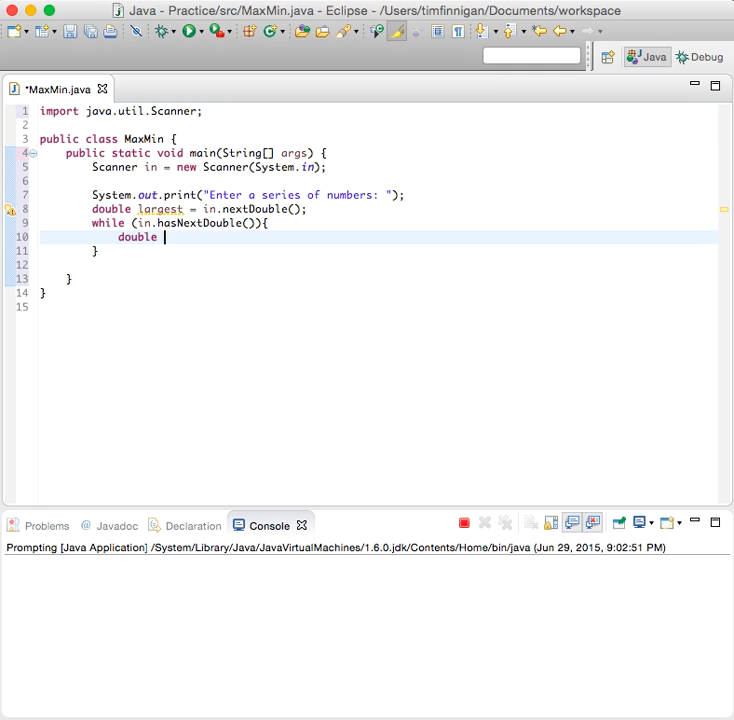 Java - Practice/src/MaxMin.java - Eclipse - /Users/timfinnigan/Documents/workspace
Java Debug
*MaxMin.java
1 import java.util.Scanner;
2
3 public class MaxMin {
4 public static void main(String[] args) {
5 Scanner in = new Scanner(System.in);
6
7 System.out.print("Enter a series of numbers: ");
8 double largest = in.nextDouble();
9 while (in.hasNextDouble()){
10 double
11 }
12
13 }
14 }
15
Problems @ Javadoc Declaration Console
Prompting [Java Application] /System/Library/Java/JavaVirtualMachines/1.6.0.jdk/Contents/Home/bin/java (Jun 29, 2015, 9:02:51 PM)